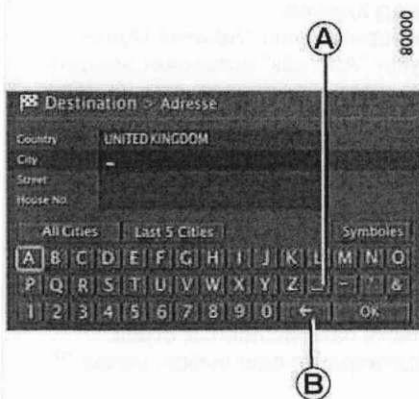 A
80000
Destination > Adresse
Country UNITED KINGDOM
City _
Street
House No.
All Cities Last 5 Cities Symboles
A B C D E F G H I J K L M N O
P Q R S T U V W X Y Z ␣ - ' &
1 2 3 4 5 6 7 8 9 0 ← OK
B